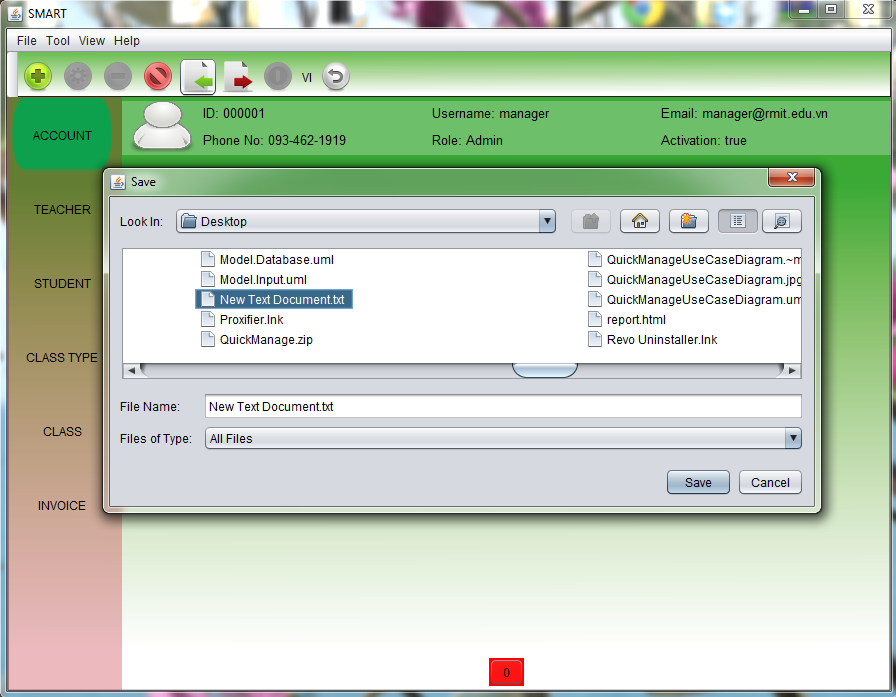 SMART
File Tool View Help
VI
ID: 000001 Username: manager Email: manager@rmit.edu.vn
Phone No: 093-462-1919 Role: Admin Activation: true
ACCOUNT
TEACHER
STUDENT
CLASS TYPE
CLASS
INVOICE
Save
Look In: Desktop
Model.Database.uml
Model.Input.uml
New Text Document.txt
Proxifier.lnk
QuickManage.zip
QuickManageUseCaseDiagram.~m
QuickManageUseCaseDiagram.jpg
QuickManageUseCaseDiagram.um
report.html
Revo Uninstaller.lnk
File Name: New Text Document.txt
Files of Type: All Files
Save Cancel
0